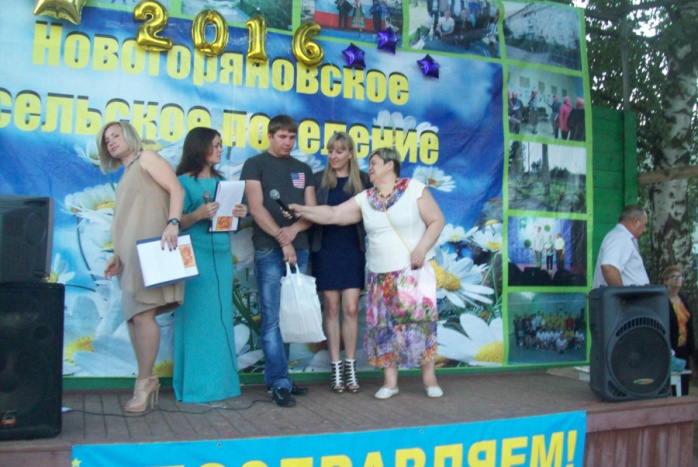 2016
Новогоряновское
сельское поселение
ПОЗДРАВЛЯЕМ!